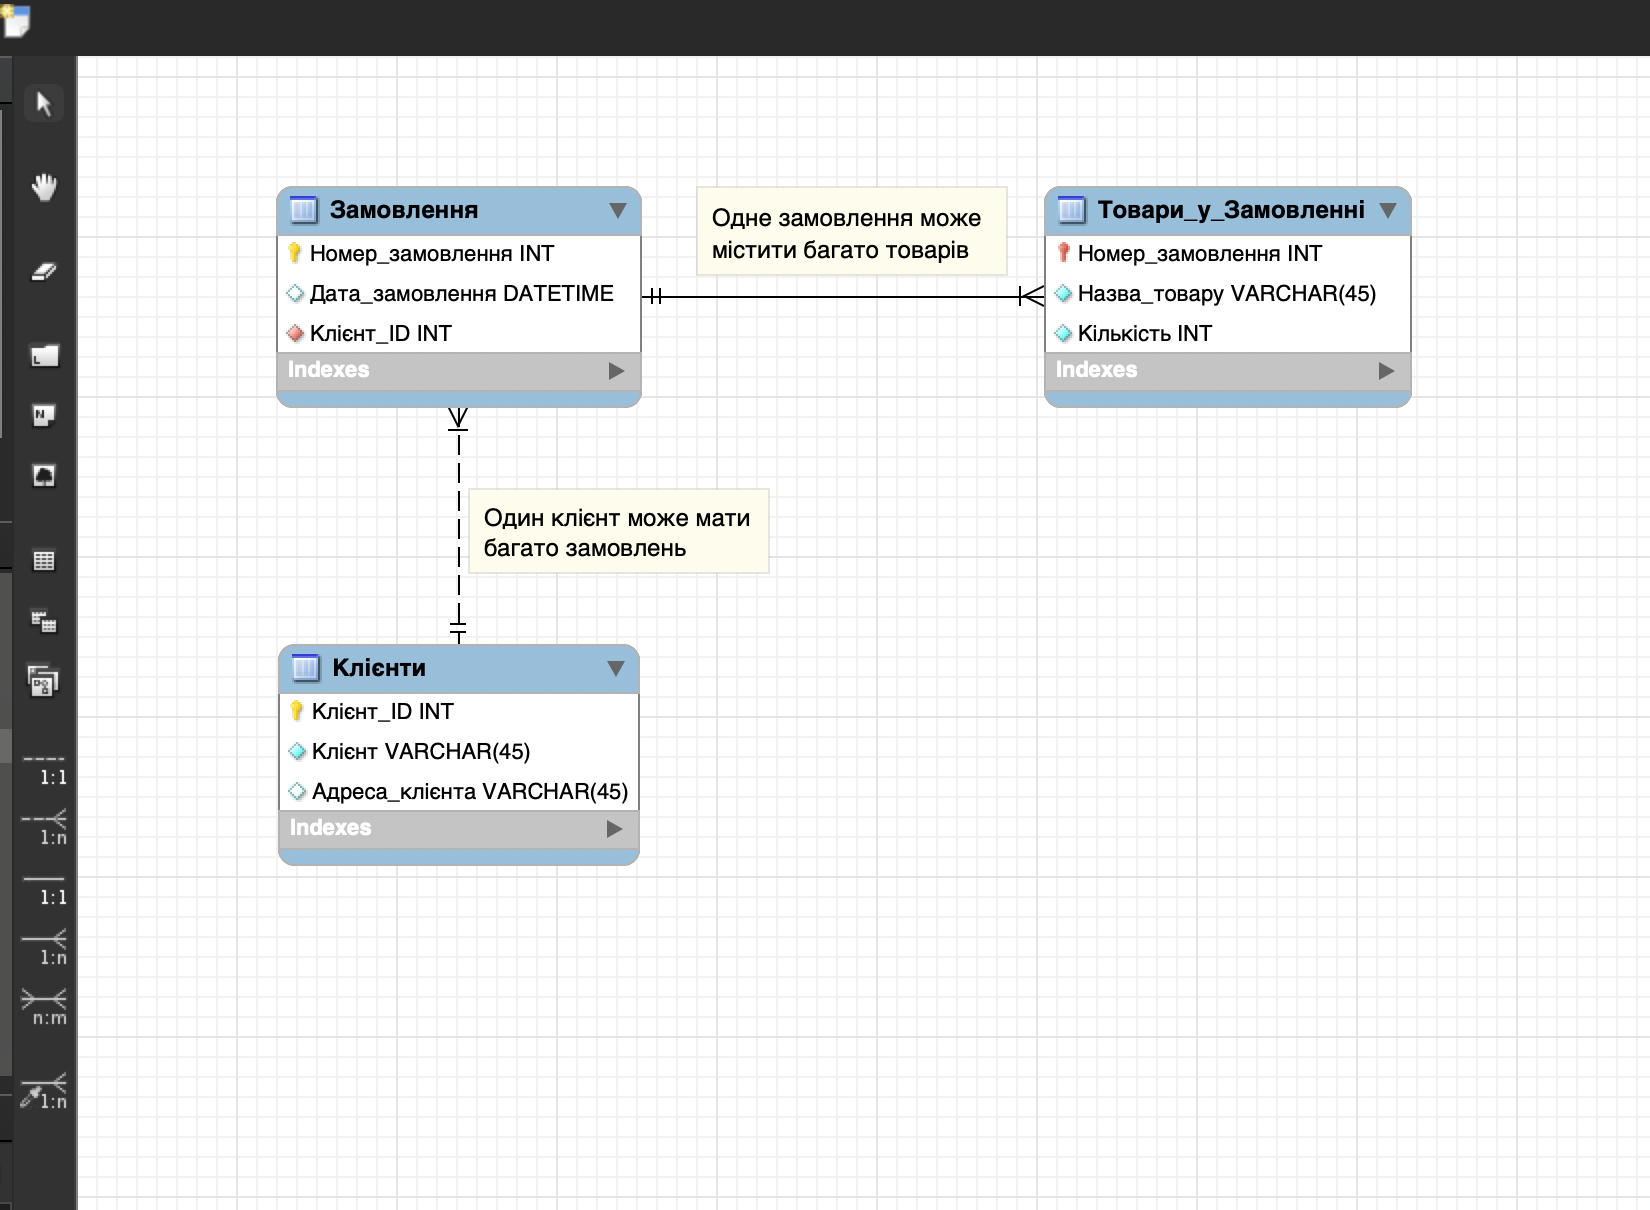 Замовлення
Номер_замовлення INT
Дата_замовлення DATETIME
Клієнт_ID INT
Indexes
Одне замовлення може
містити багато товарів
Товари_у_Замовленні
Номер_замовлення INT
Назва_товару VARCHAR(45)
Кількість INT
Indexes
Один клієнт може мати
багато замовлень
Клієнти
Клієнт_ID INT
Клієнт VARCHAR(45)
Адреса_клієнта VARCHAR(45)
Indexes
L
N
1:1
1:n
1:1
1:n
n:m
1:n